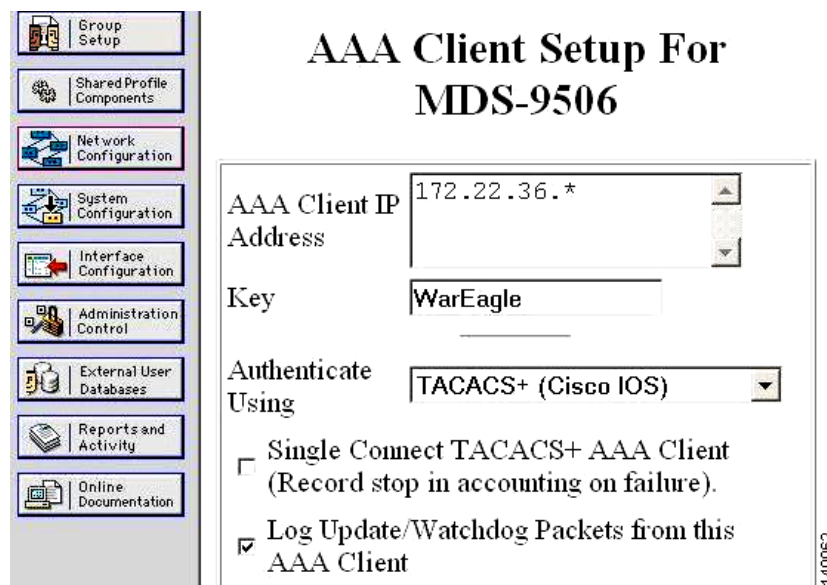 Group
Setup
Shared Profile
Components
Network
Configuration
System
Configuration
Interface
Configuration
Administration
Control
External User
Databases
Reports and
Activity
Online
Documentation
AAA Client Setup For
MDS-9506
AAA Client IP
Address
172.22.36.*
Key
WarEagle
Authenticate
Using
TACACS+ (Cisco IOS)
Single Connect TACACS+ AAA Client
(Record stop in accounting on failure).
Log Update/Watchdog Packets from this
AAA Client